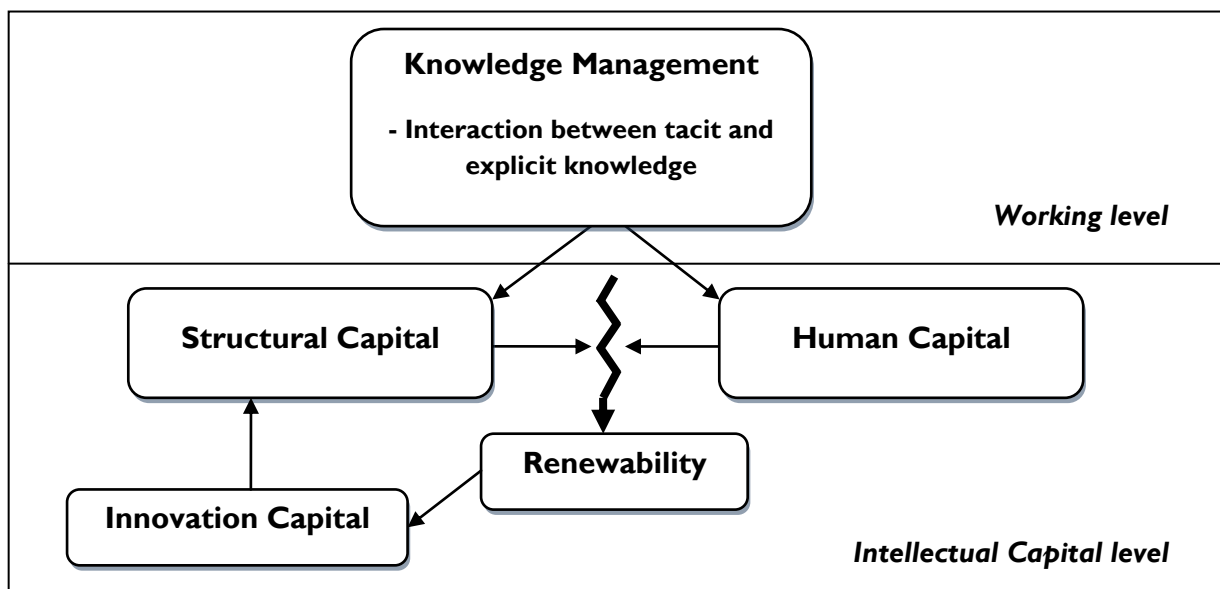 Knowledge Management
- Interaction between tacit and
explicit knowledge
Working level
Structural Capital
Human Capital
Renewability
Innovation Capital
Intellectual Capital level